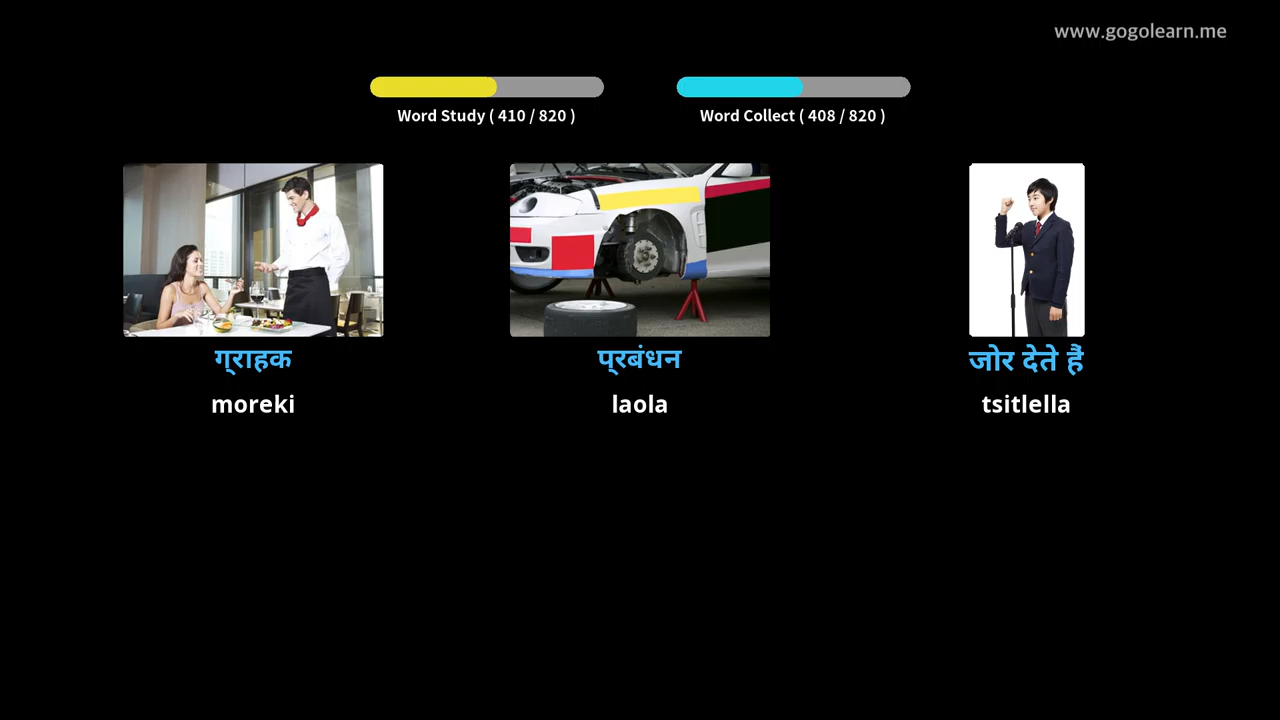 www.gogolearn.me
Word Study ( 410 / 820 )
Word Collect ( 408 / 820 )
ग्राहक
प्रबंधन
जोर देते हैं
moreki
laola
tsitlella